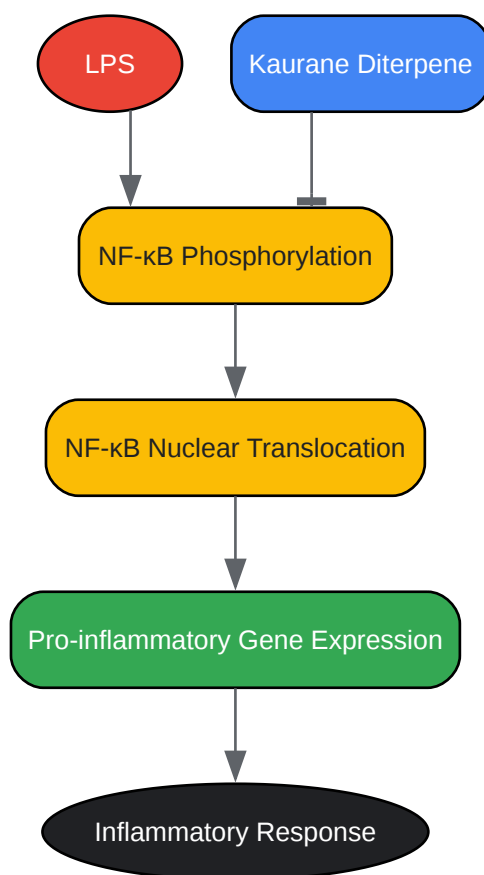 LPS
Kaurane Diterpene
NF-κB Phosphorylation
NF-κB Nuclear Translocation
Pro-inflammatory Gene Expression
Inflammatory Response